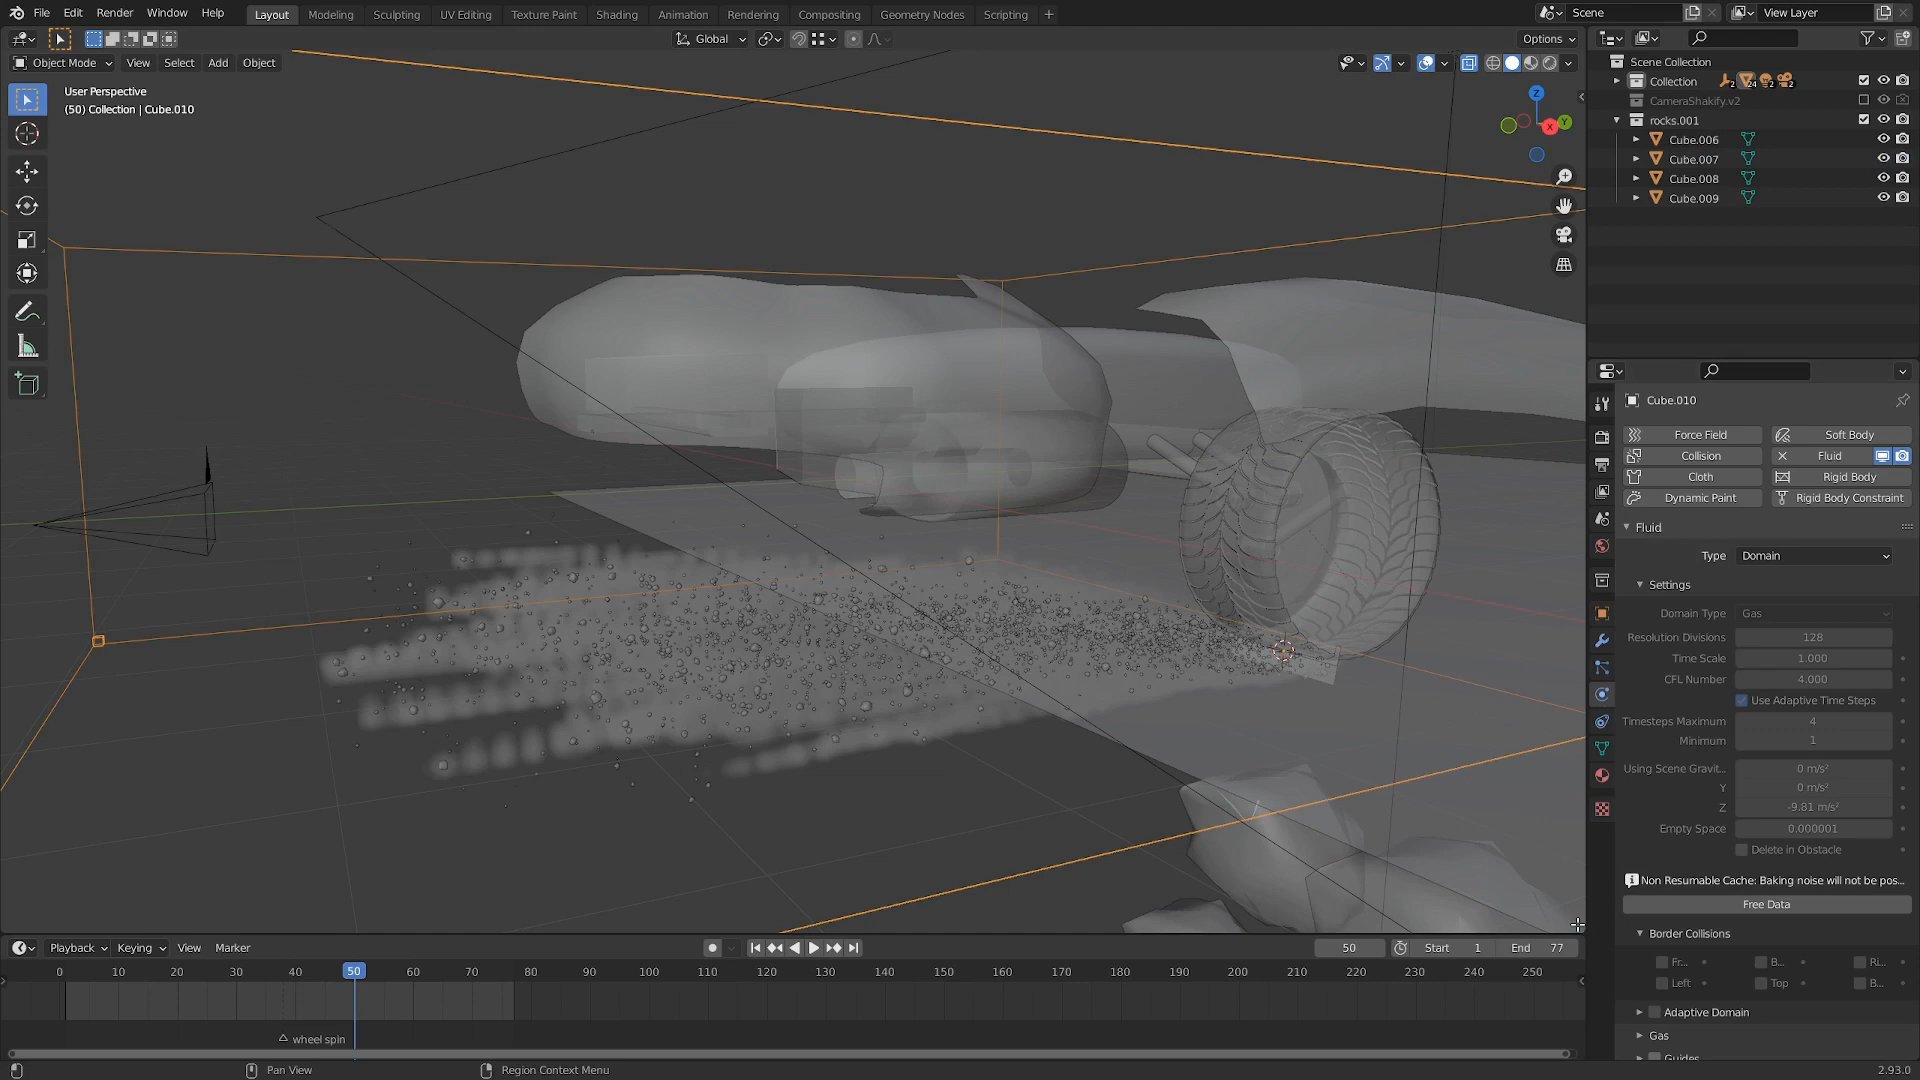 File Edit Render Window Help Layout Modeling Sculpting UV Editing Texture Paint Shading Animation Rendering Compositing Geometry Nodes Scripting + Scene View Layer
Global Options
Object Mode View Select Add Object
User Perspective
(50) Collection | Cube.010
Z
X
Y
Scene Collection
Collection 2 24 2 2
CameraShakify.v2
rocks.001
Cube.006
Cube.007
Cube.008
Cube.009
Cube.010
Force Field Soft Body
Collision Fluid
Cloth Rigid Body
Dynamic Paint Rigid Body Constraint
Fluid
Type Domain
Settings
Domain Type Gas
Resolution Divisions 128
Time Scale 1.000
CFL Number 4.000
Use Adaptive Time Steps
Timesteps Maximum 4
Minimum 1
Using Scene Gravit... 0 m/s²
Y 0 m/s²
Z -9.81 m/s²
Empty Space 0.000001
Delete in Obstacle
Non Resumable Cache: Baking noise will not be pos...
Free Data
Border Collisions
Fr... B... Ri...
Left Top B...
Adaptive Domain
Gas
Guides
Playback Keying View Marker 50 Start 1 End 77
0 10 20 30 40 50 60 70 80 90 100 110 120 130 140 150 160 170 180 190 200 210 220 230 240 250
wheel spin
Pan View Region Context Menu 2.93.0